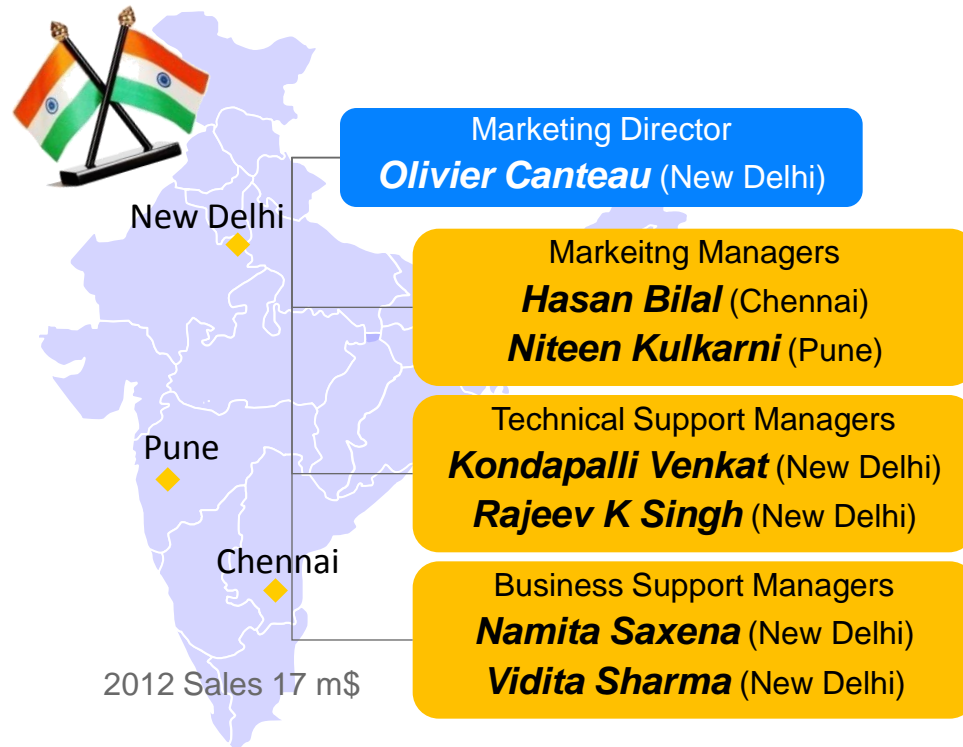 Marketing Director
Olivier Canteau (New Delhi)
New Delhi
Markeitng Managers
Hasan Bilal (Chennai)
Niteen Kulkarni (Pune)
Technical Support Managers
Kondapalli Venkat (New Delhi)
Rajeev K Singh (New Delhi)
Pune
Chennai
Business Support Managers
Namita Saxena (New Delhi)
Vidita Sharma (New Delhi)
2012 Sales 17 m$